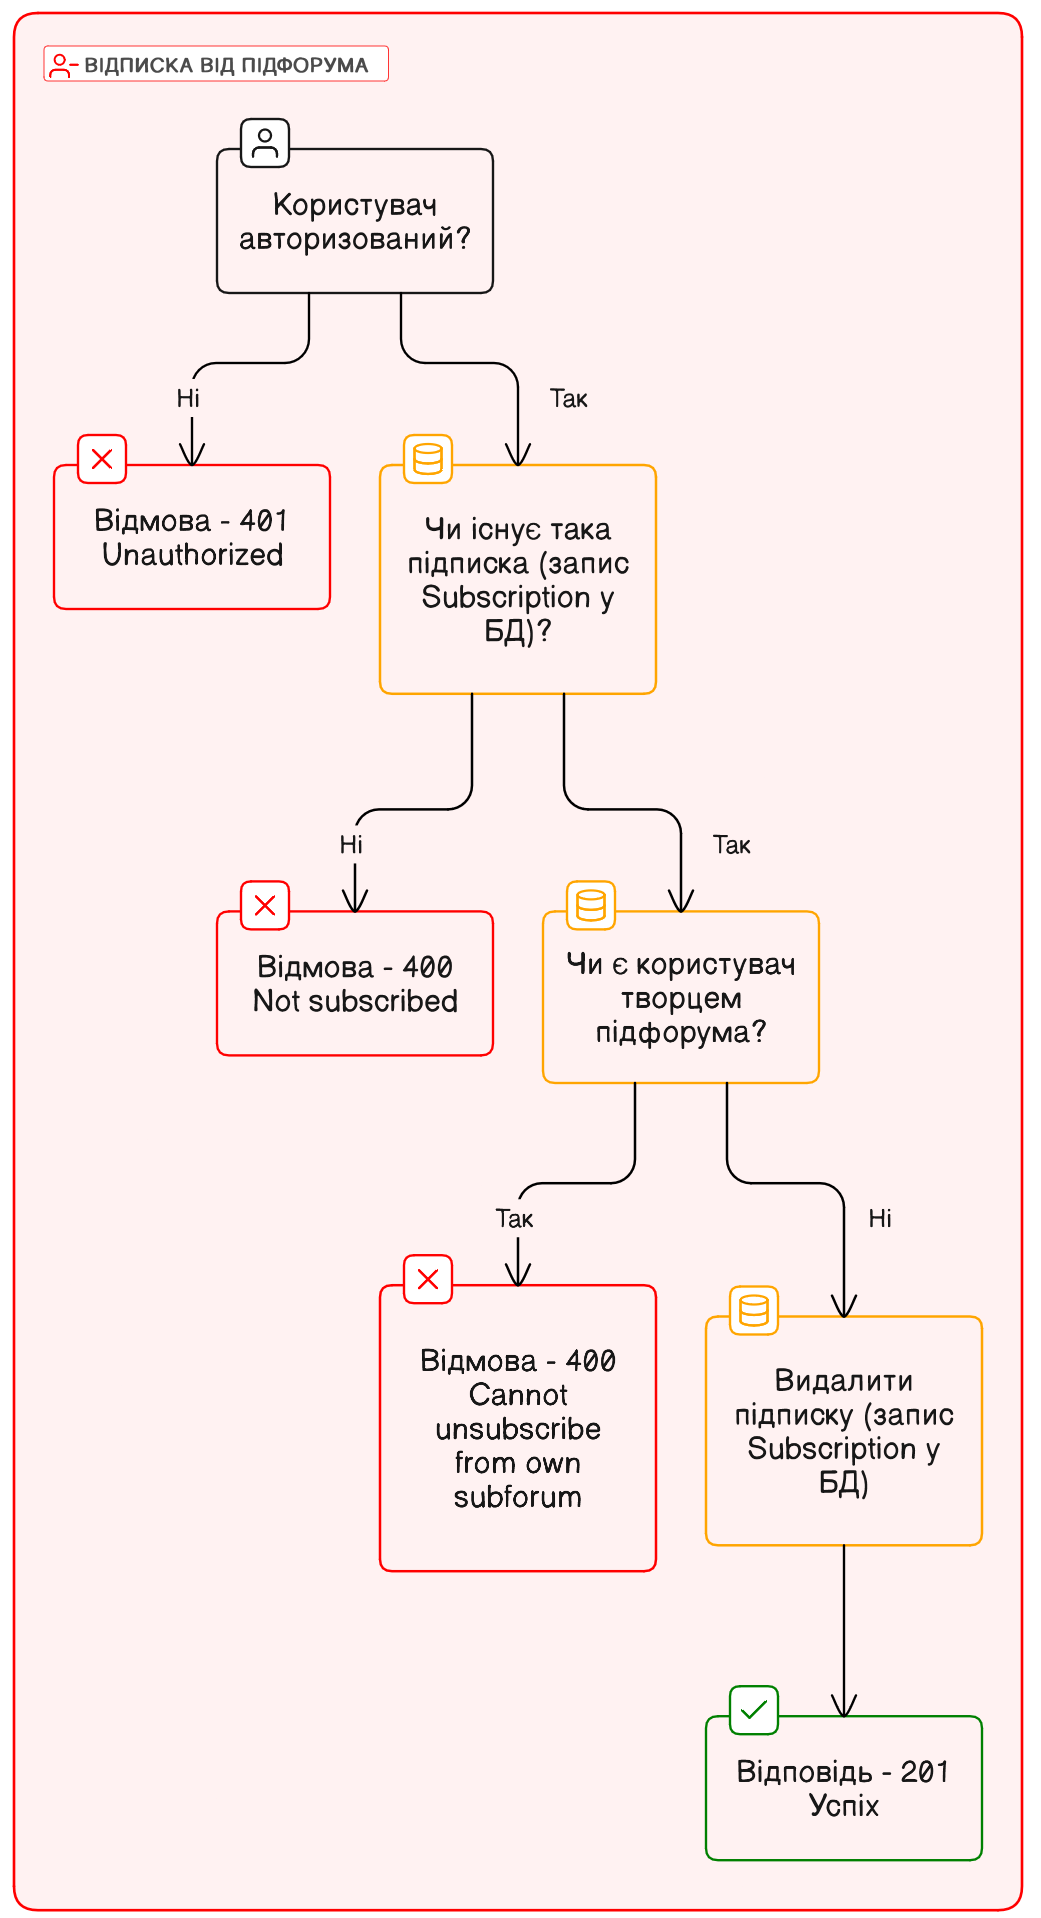 ВІДПИСКА ВІД ПІДФОРУМА
Користувач
авторизований?
Ні
Так
Відмова - 401
Unauthorized
Чи існує така
підписка (запис
Subscription у
БД)?
Ні
Так
Відмова - 400
Not subscribed
Чи є користувач
творцем
підфорума?
Так
Ні
Відмова - 400
Cannot
unsubscribe
from own
subforum
Видалити
підписку (запис
Subscription у
БД)
Відповідь - 201
Успіх